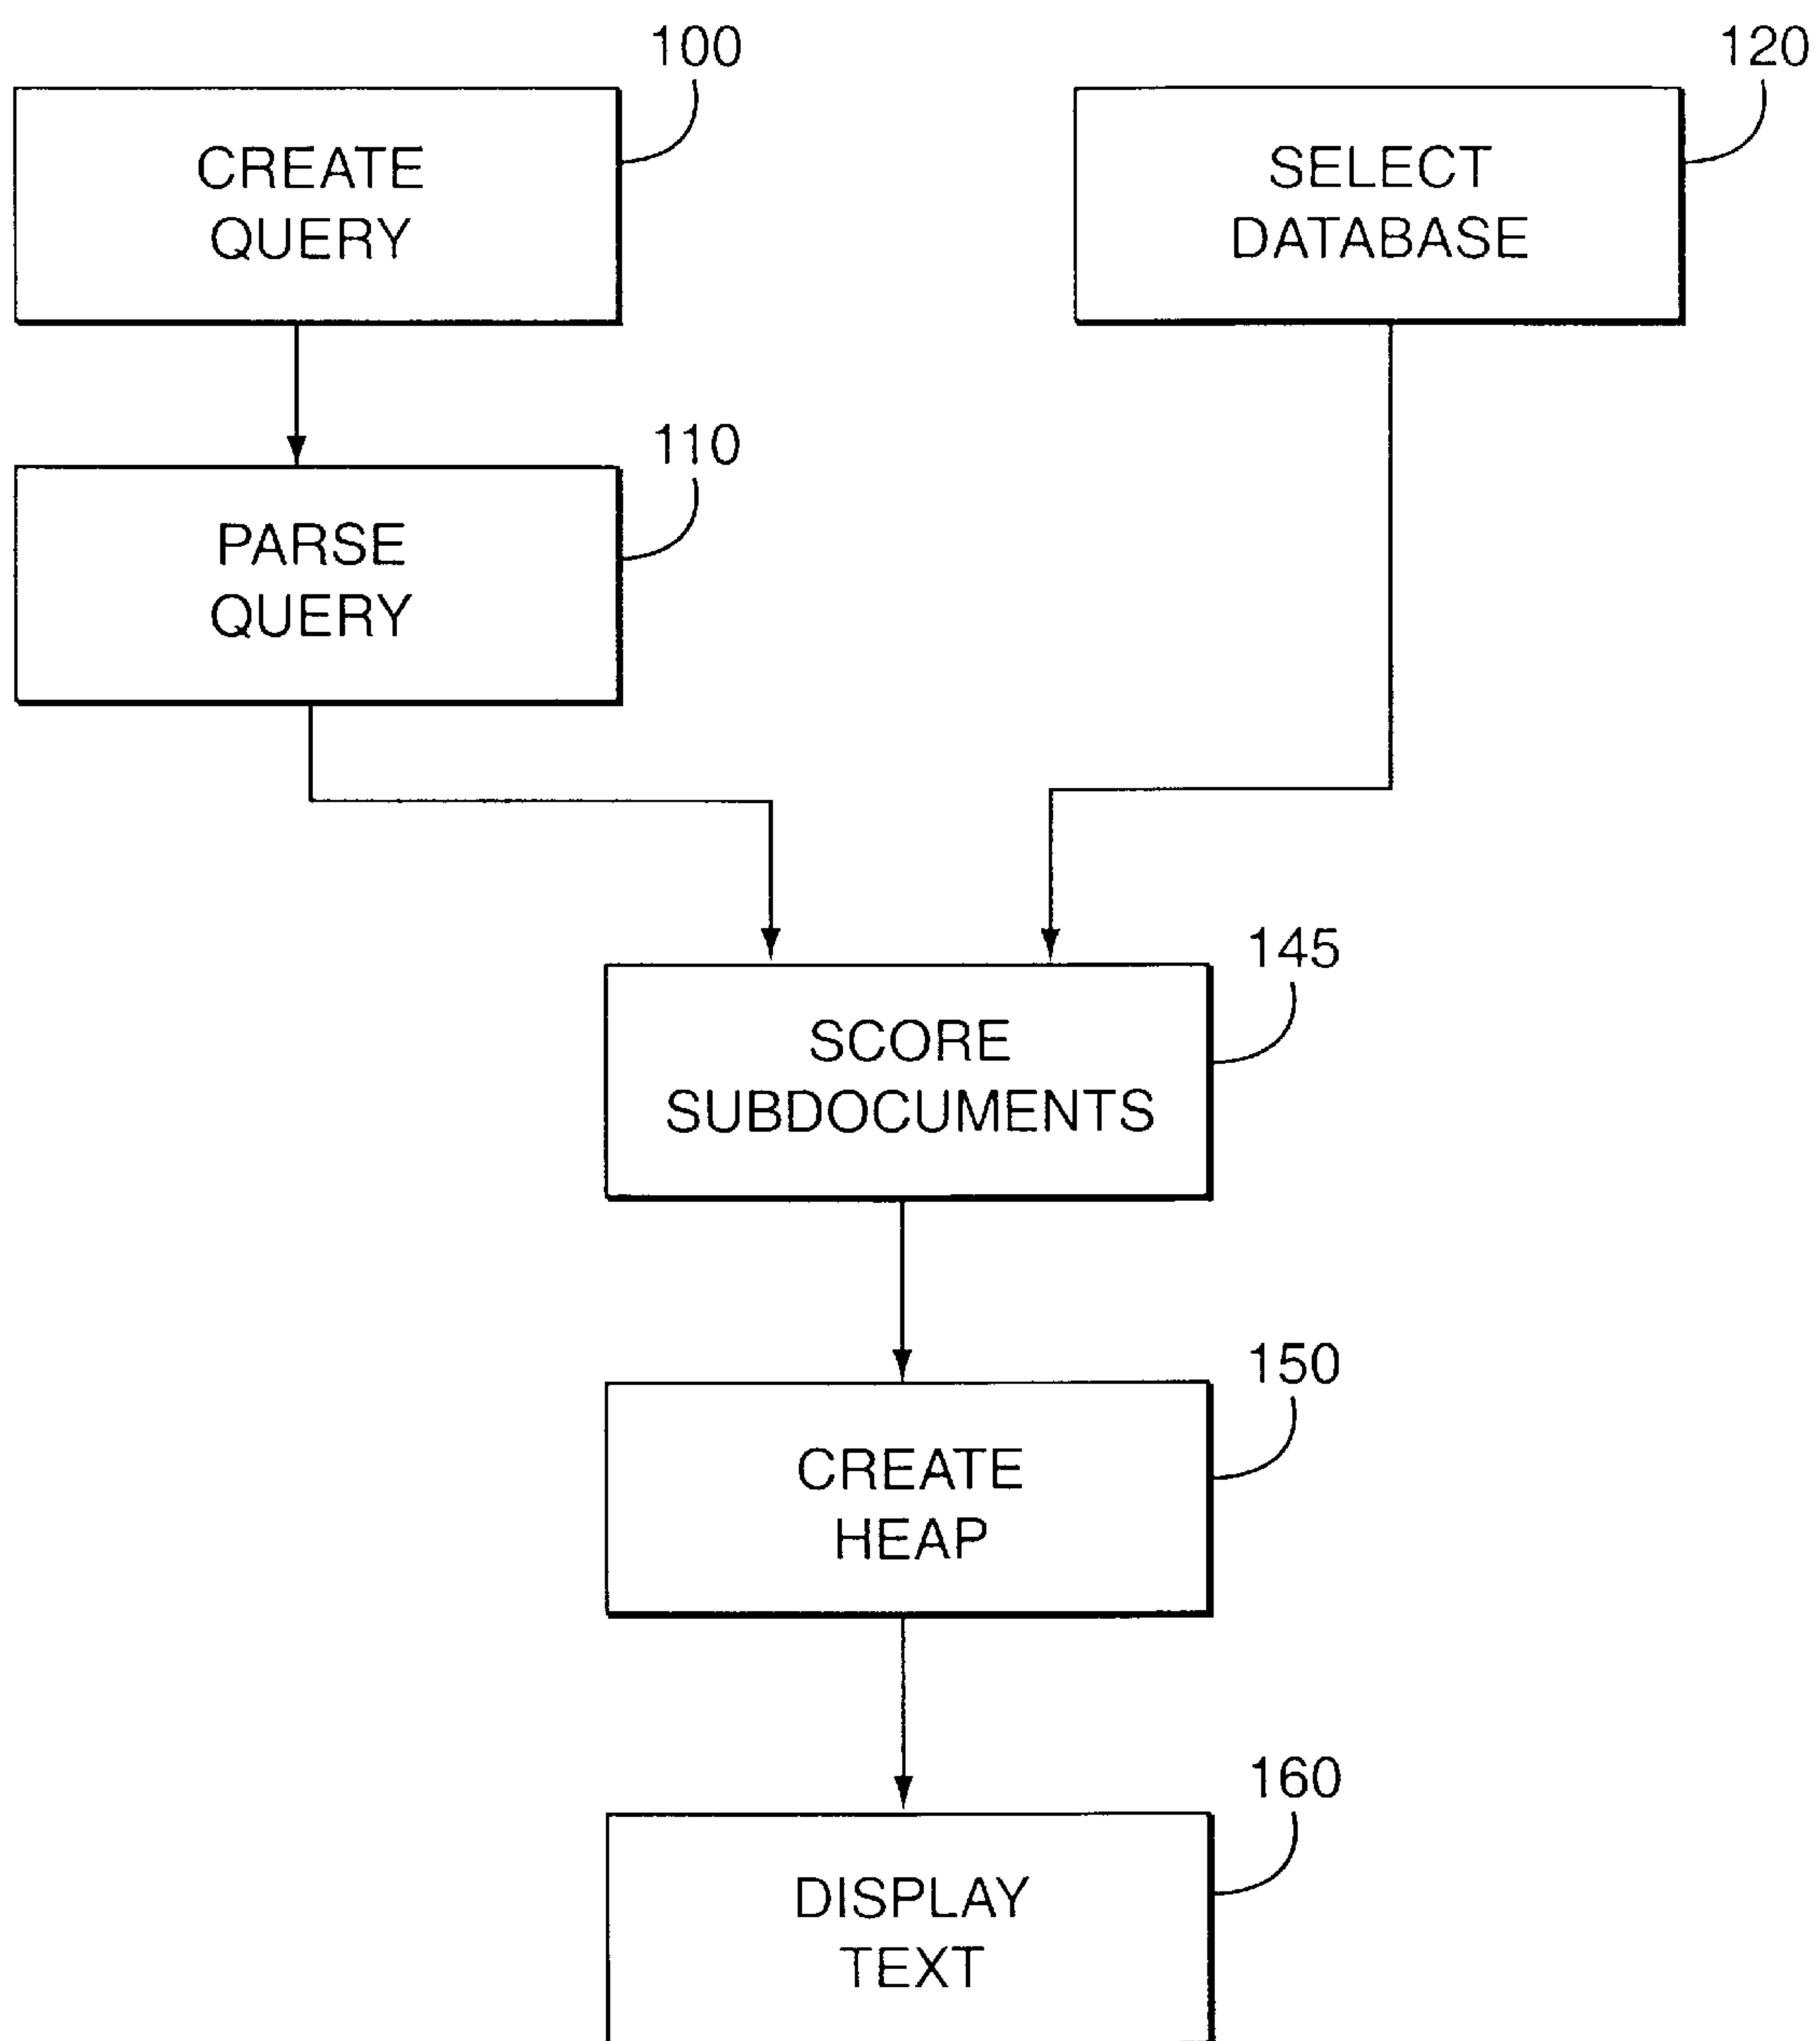 100
CREATE
QUERY
120
SELECT
DATABASE
110
PARSE
QUERY
145
SCORE
SUBDOCUMENTS
150
CREATE
HEAP
160
DISPLAY
TEXT